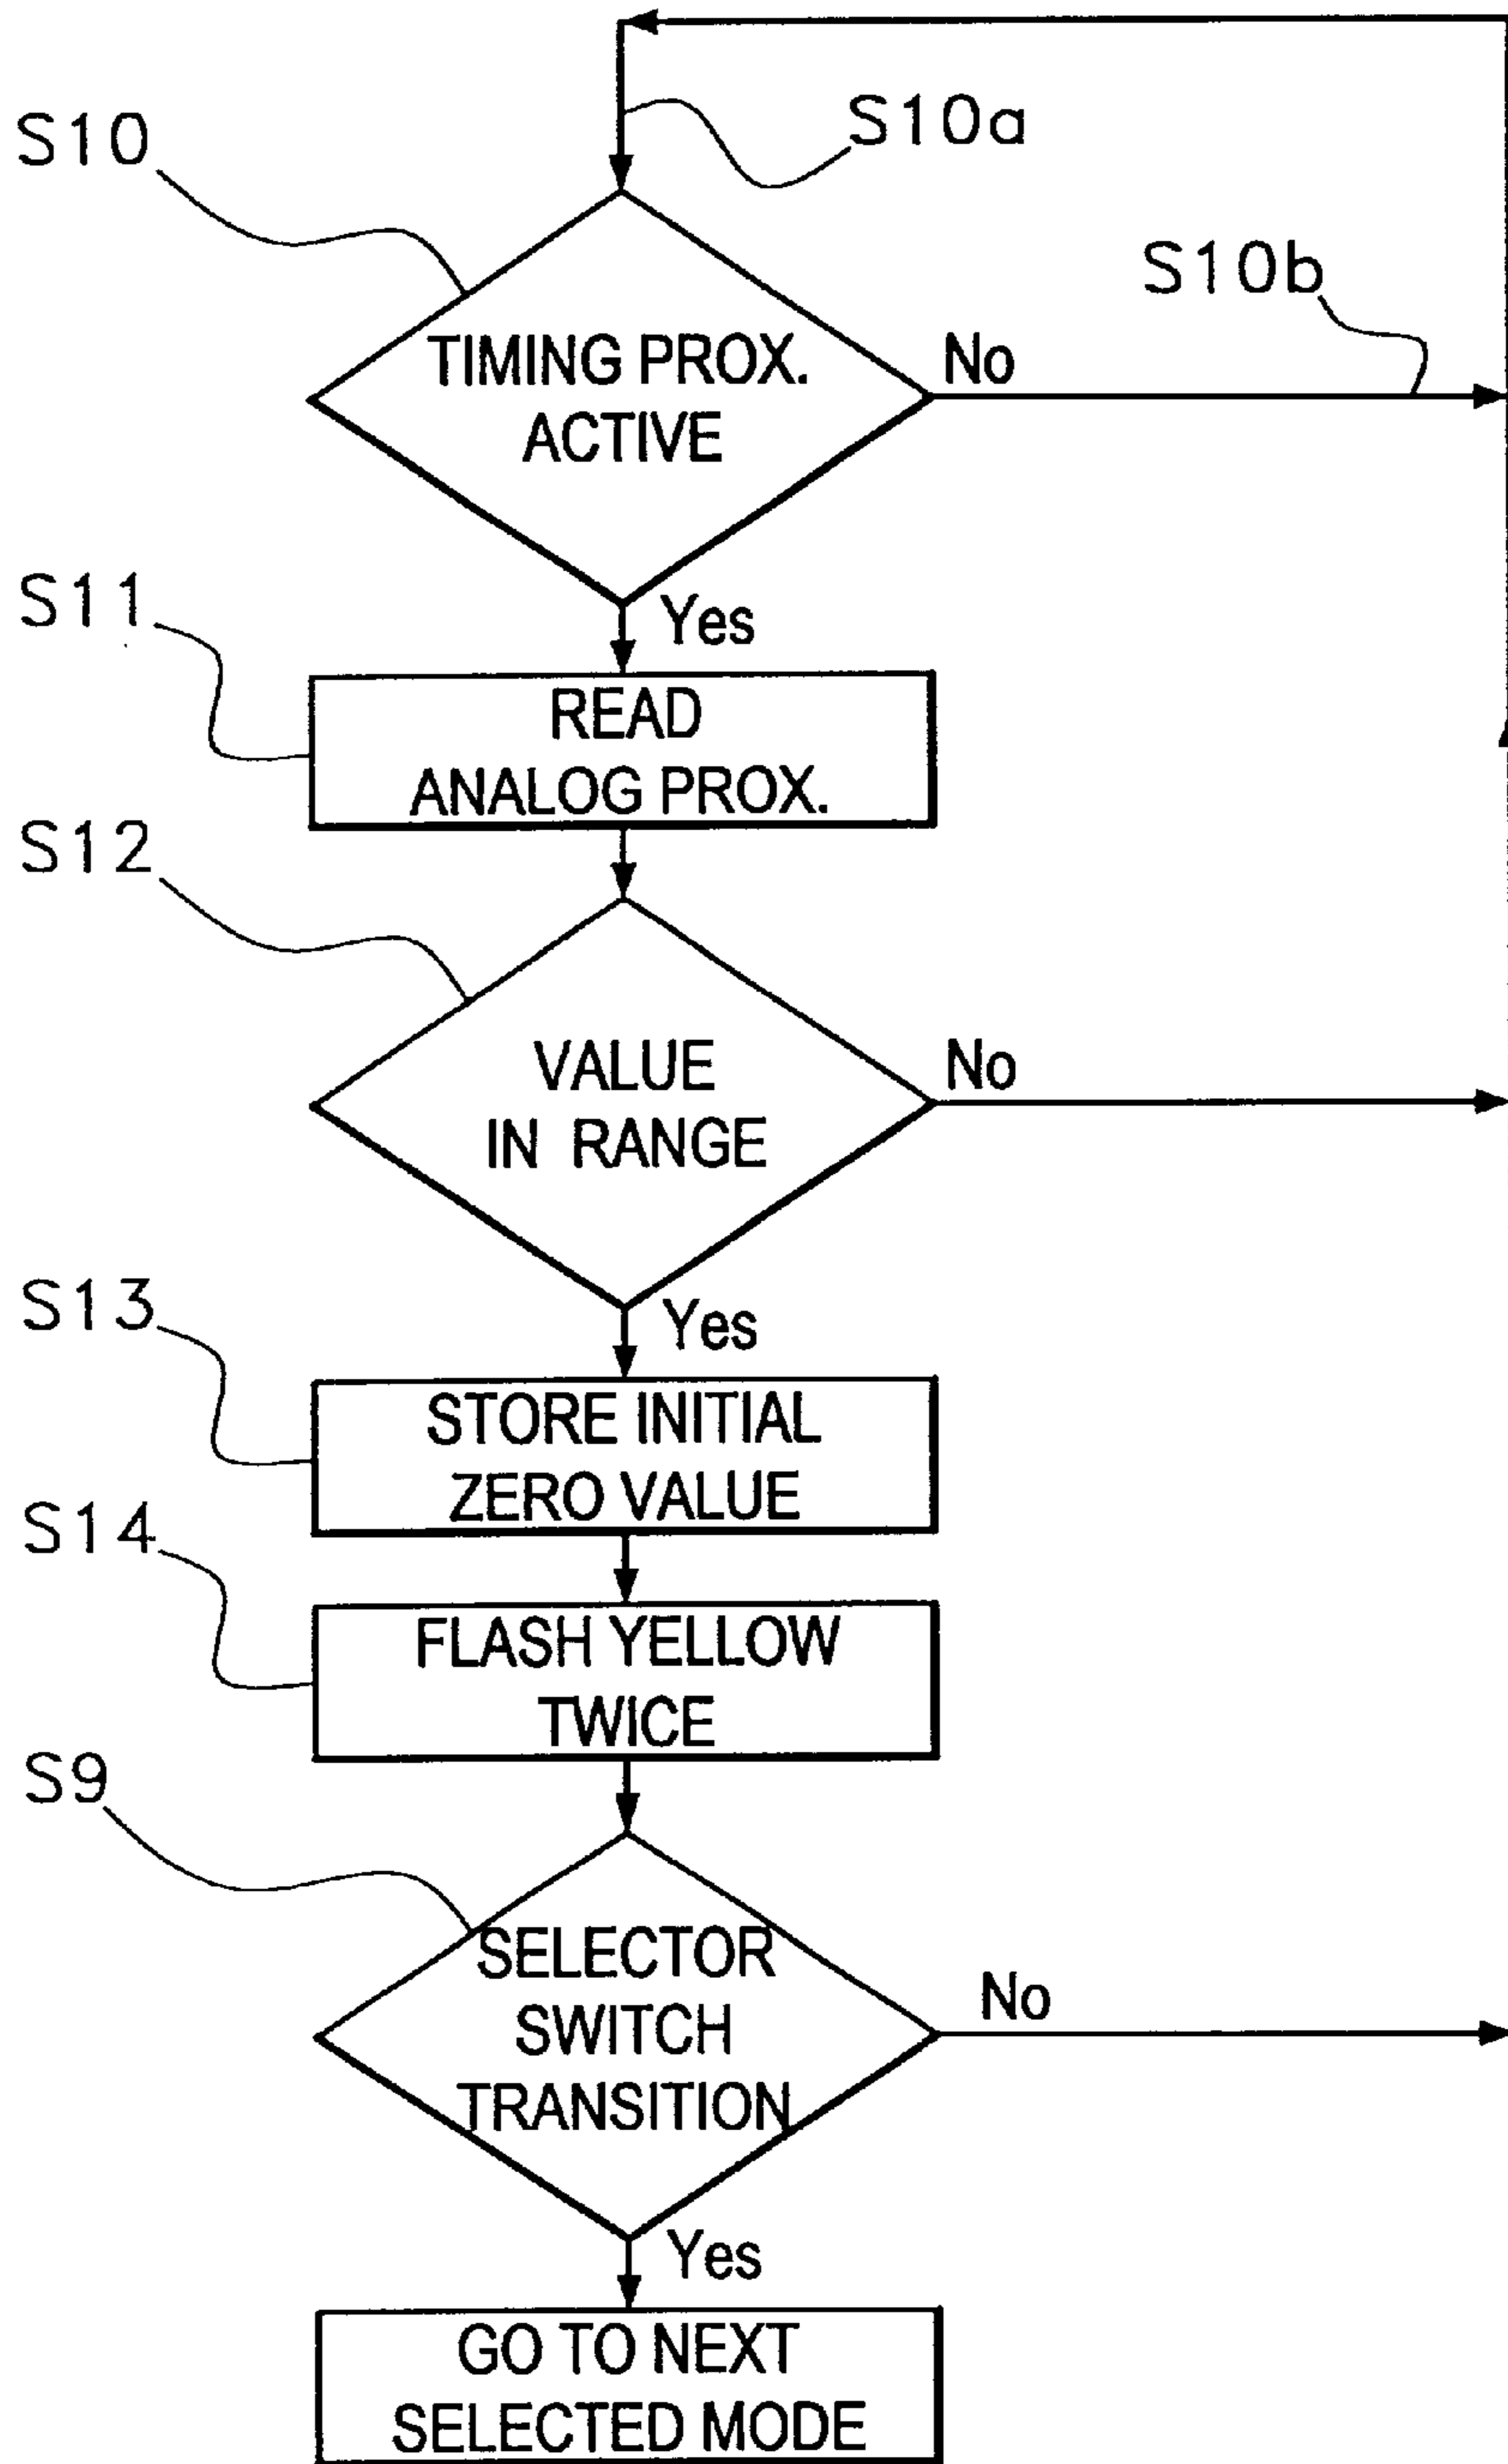 S10a
S10
S10b
TIMING PROX.
ACTIVE
No
Yes
S11
READ
ANALOG PROX.
S12
VALUE
IN RANGE
No
Yes
S13
STORE INITIAL
ZERO VALUE
S14
FLASH YELLOW
TWICE
S9
SELECTOR
SWITCH
TRANSITION
No
Yes
GO TO NEXT
SELECTED MODE